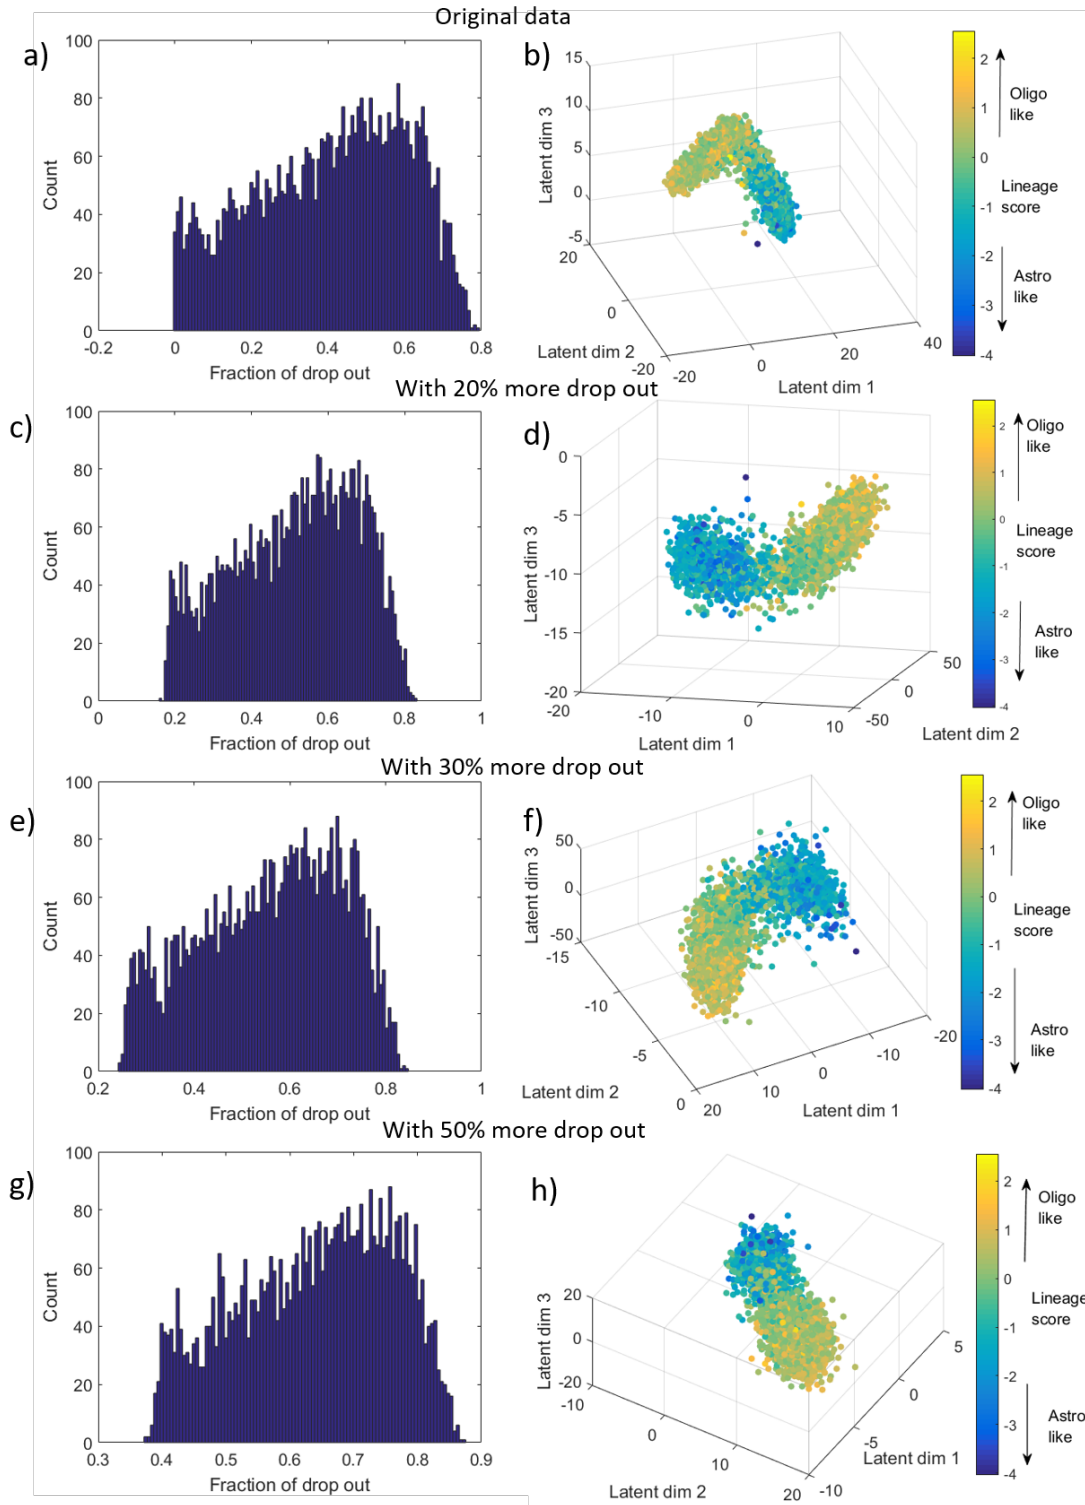 Original data
a)
100
80
60
40
20
0
Count
-0.2
0
0.2
0.4
0.6
0.8
Fraction of drop out
b)
15
10
5
0
-5
Latent dim 3
20
0
-20
Latent dim 2
-20
0
20
40
Latent dim 1
2
1
0
-1
-2
-3
-4
Oligo
like
Lineage
score
Astro
like
With 20% more drop out
c)
100
80
60
40
20
0
Count
0
0.2
0.4
0.6
0.8
1
Fraction of drop out
d)
0
-5
-10
-15
-20
Latent dim 3
-20
-10
0
10
Latent dim 1
50
0
-50
Latent dim 2
2
1
0
-1
-2
-3
-4
Oligo
like
Lineage
score
Astro
like
With 30% more drop out
e)
100
80
60
40
20
0
Count
0.2
0.4
0.6
0.8
1
Fraction of drop out
f)
50
0
-50
Latent dim 3
-15
-10
-5
0
Latent dim 2
20
10
0
-10
-20
Latent dim 1
2
1
0
-1
-2
-3
-4
Oligo
like
Lineage
score
Astro
like
With 50% more drop out
g)
100
80
60
40
20
0
Count
0.3
0.4
0.5
0.6
0.7
0.8
0.9
Fraction of drop out
h)
20
0
-20
Latent dim 3
-10
0
10
20
Latent dim 2
-10
-5
0
5
Latent dim 1
2
1
0
-1
-2
-3
-4
Oligo
like
Lineage
score
Astro
like